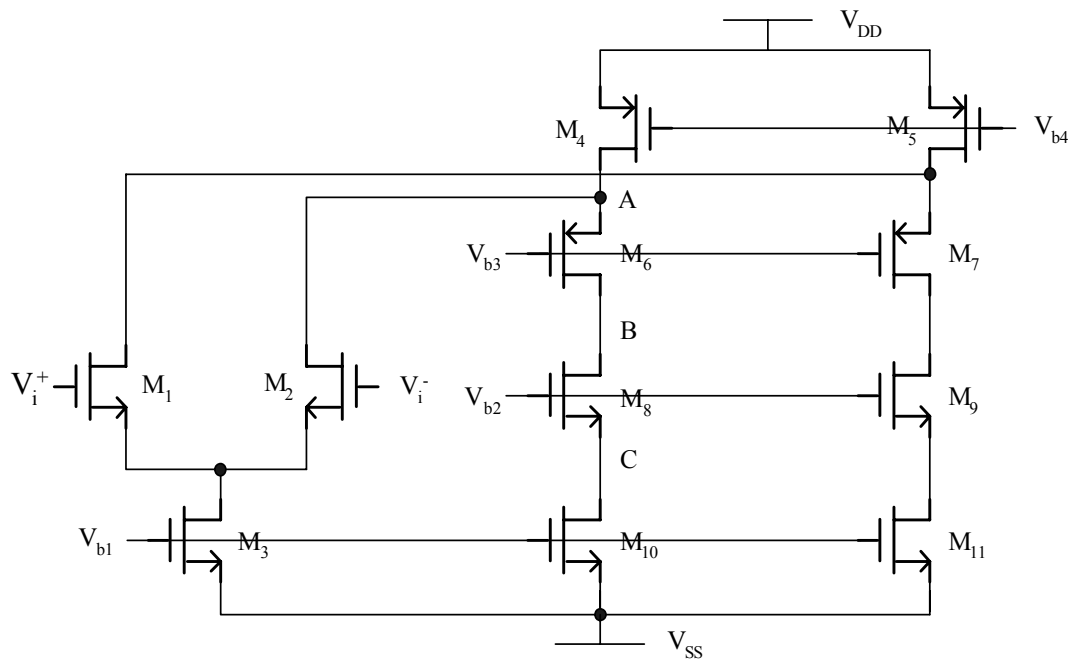 V_DD
M_4
M_5
V_b4
A
V_b3
M_6
M_7
B
V_i^+
M_1
M_2
V_i^-
V_b2
M_8
M_9
C
V_b1
M_3
M_10
M_11
V_SS